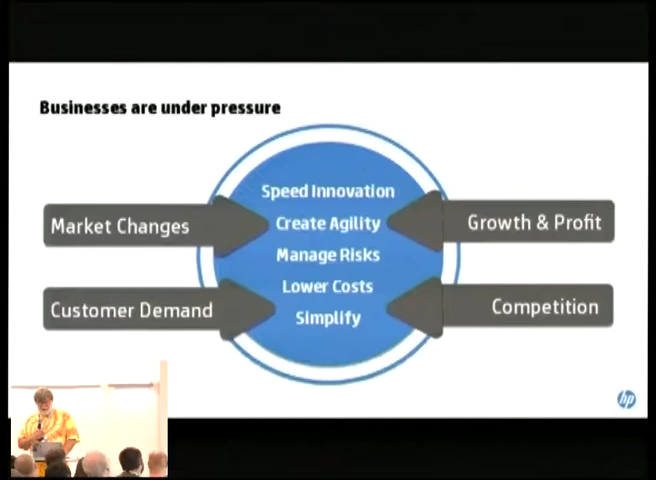 Businesses are under pressure
Speed Innovation
Market Changes
Create Agility
Growth & Profit
Manage Risks
Lower Costs
Customer Demand
Simplify
Competition
hp